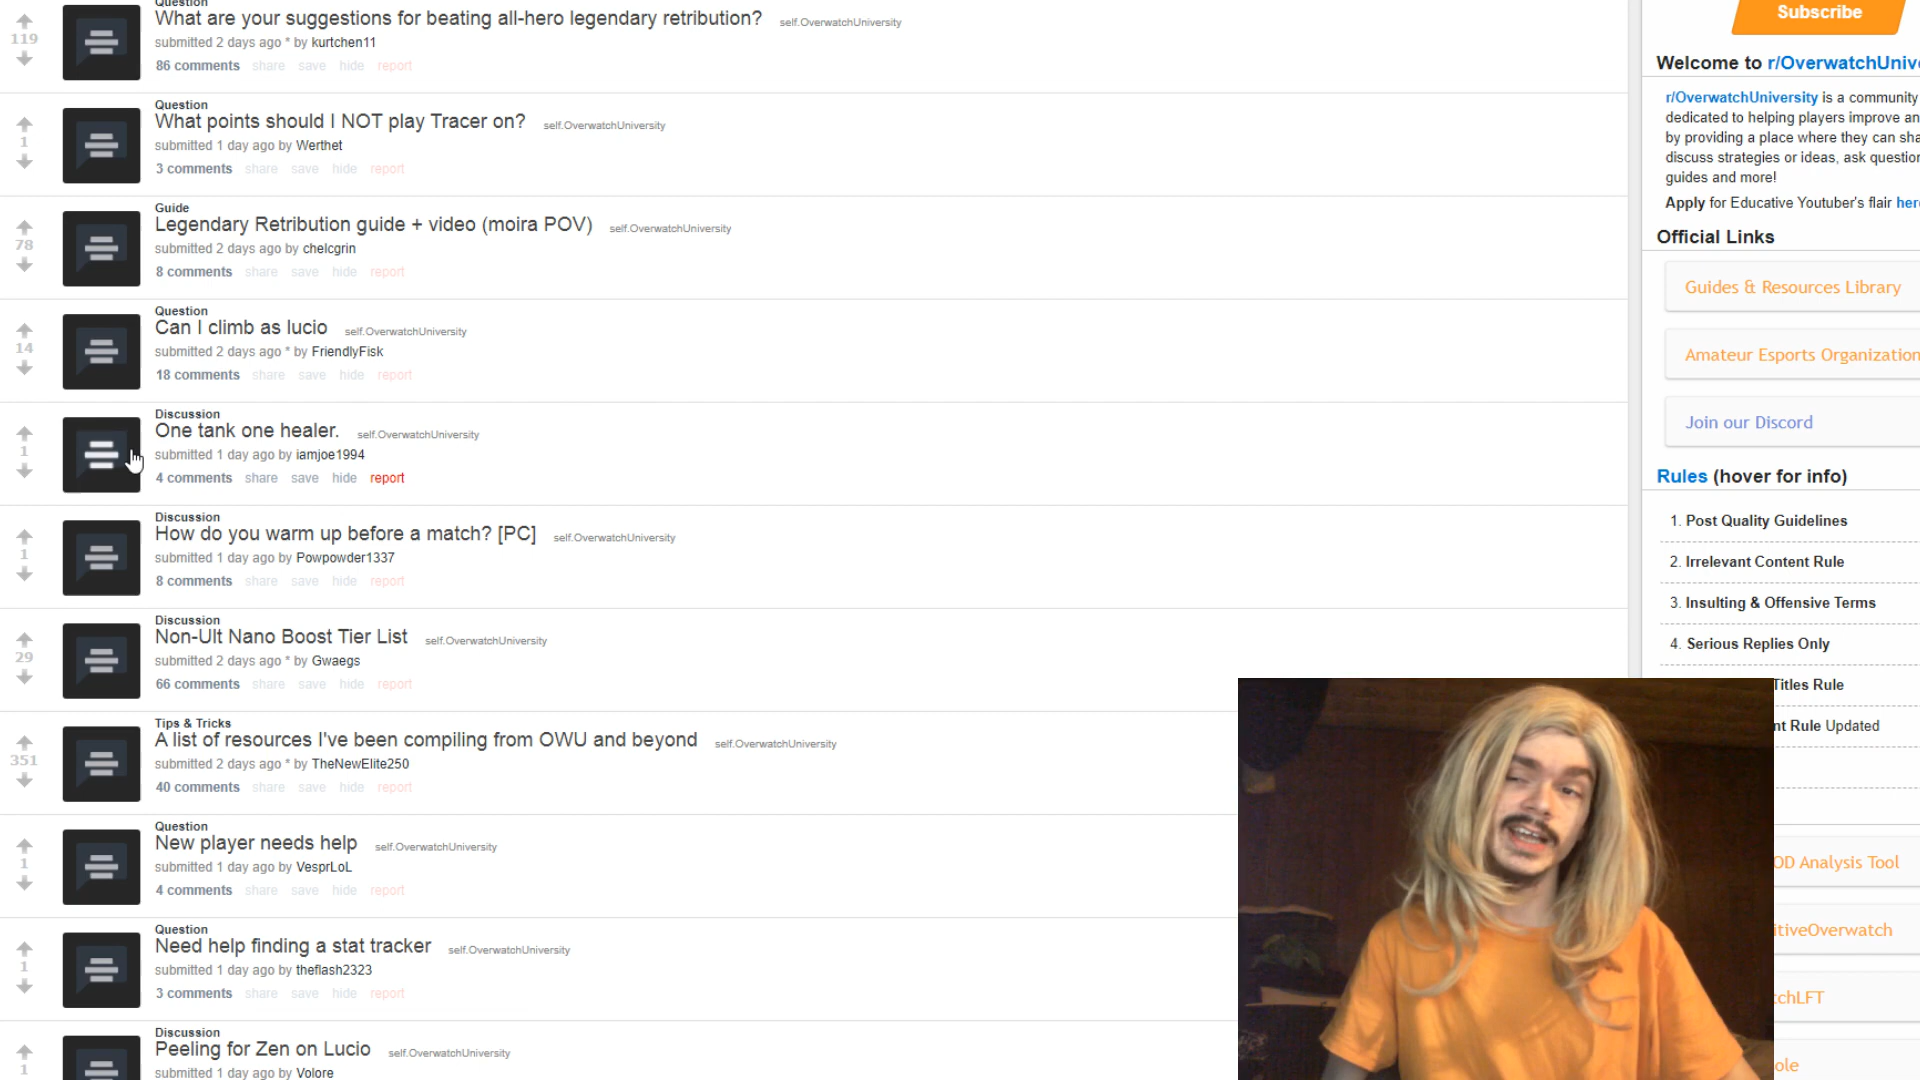 Question
What are your suggestions for beating all-hero legendary retribution? self.OverwatchUniversity
119
submitted 2 days ago * by kurtchen11
86 comments share save hide report
Question
What points should I NOT play Tracer on? self.OverwatchUniversity
1
submitted 1 day ago by Werthet
3 comments share save hide report
Guide
Legendary Retribution guide + video (moira POV) self.OverwatchUniversity
78
submitted 2 days ago by chelcgrin
8 comments share save hide report
Question
Can I climb as lucio self.OverwatchUniversity
14
submitted 2 days ago * by FriendlyFisk
18 comments share save hide report
Discussion
One tank one healer. self.OverwatchUniversity
1
submitted 1 day ago by iamjoe1994
4 comments share save hide report
Discussion
How do you warm up before a match? [PC] self.OverwatchUniversity
1
submitted 1 day ago by Powpowder1337
8 comments share save hide report
Discussion
Non-Ult Nano Boost Tier List self.OverwatchUniversity
29
submitted 2 days ago * by Gwaegs
66 comments share save hide report
Tips & Tricks
A list of resources I've been compiling from OWU and beyond self.OverwatchUniversity
351
submitted 2 days ago * by TheNewElite250
40 comments share save hide report
Question
New player needs help self.OverwatchUniversity
1
submitted 1 day ago by VesprLoL
4 comments share save hide report
Question
Need help finding a stat tracker self.OverwatchUniversity
1
submitted 1 day ago by theflash2323
3 comments share save hide report
Discussion
Peeling for Zen on Lucio self.OverwatchUniversity
1
submitted 1 day ago by Volore
Subscribe
Welcome to r/OverwatchUnive
r/OverwatchUniversity is a community
dedicated to helping players improve an
by providing a place where they can sha
discuss strategies or ideas, ask question
guides and more!
Apply for Educative Youtuber's flair here
Official Links
Guides & Resources Library
Amateur Esports Organization
Join our Discord
Rules (hover for info)
1. Post Quality Guidelines
2. Irrelevant Content Rule
3. Insulting & Offensive Terms
4. Serious Replies Only
Titles Rule
nt Rule Updated
OD Analysis Tool
itiveOverwatch
chLFT
ole